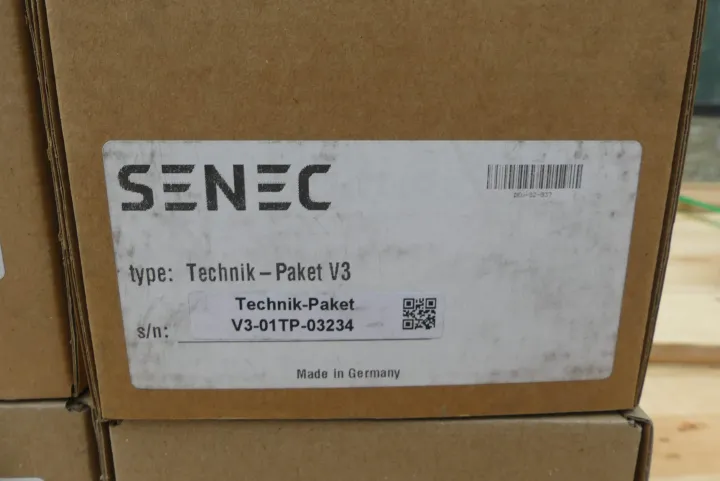 SENEC
type: Technik – Paket V3
Technik-Paket
s/n: V3-01TP-03234
Made in Germany